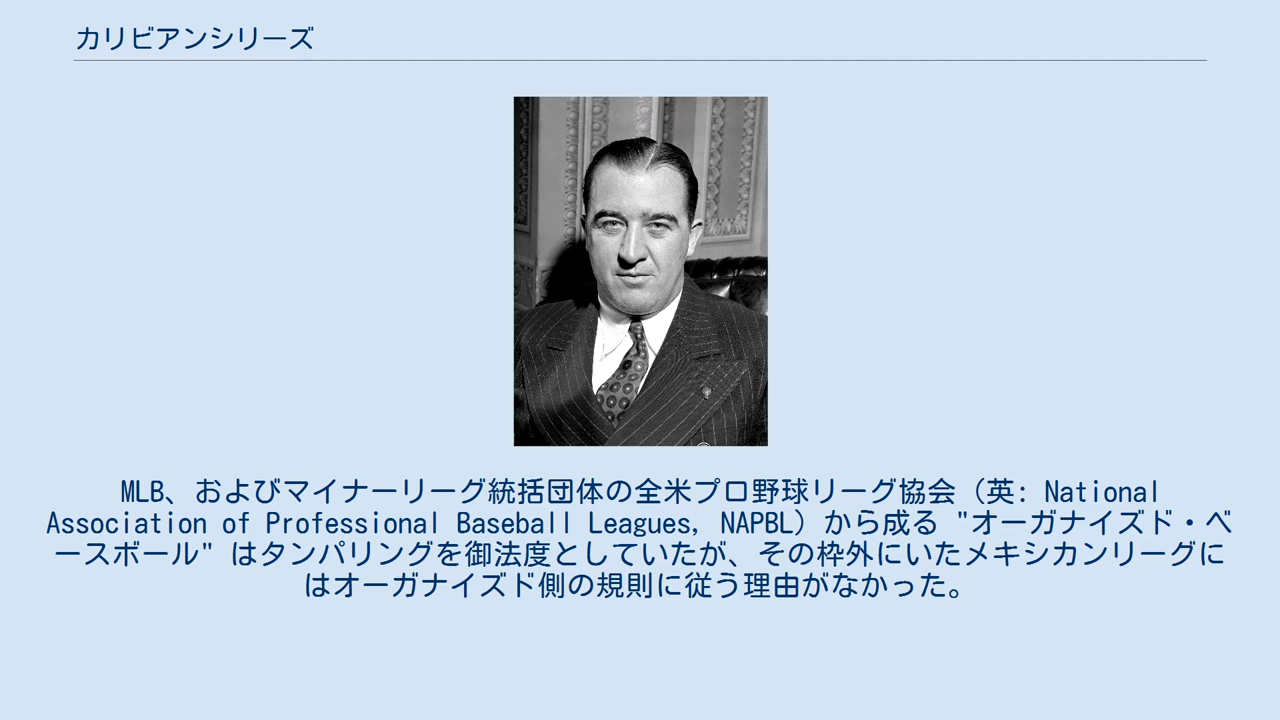 カリビアンシリーズ
MLB、およびマイナーリーグ統括団体の全米プロ野球リーグ協会（英: National
Association of Professional Baseball Leagues, NAPBL）から成る "オーガナイズド・ベ
ースボール" はタンパリングを御法度としていたが、その枠外にいたメキシカンリーグに
はオーガナイズド側の規則に従う理由がなかった。